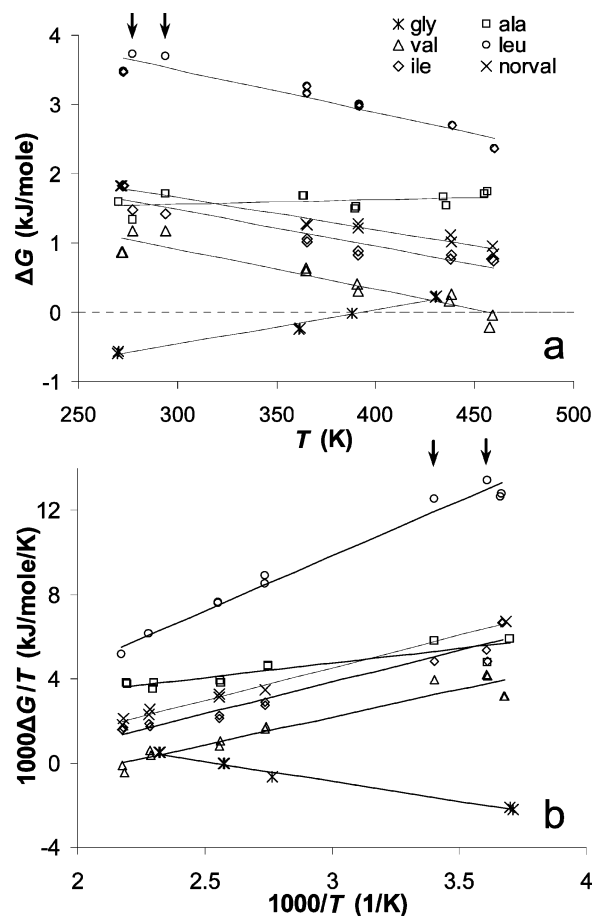 a
gly
ala
val
leu
ile
norval
ΔG (kJ/mole)
4
3
2
1
0
-1
250
300
350
400
450
500
T (K)
b
1000ΔG/T (kJ/mole/K)
12
8
4
0
-4
2
2.5
3
3.5
4
1000/T (1/K)